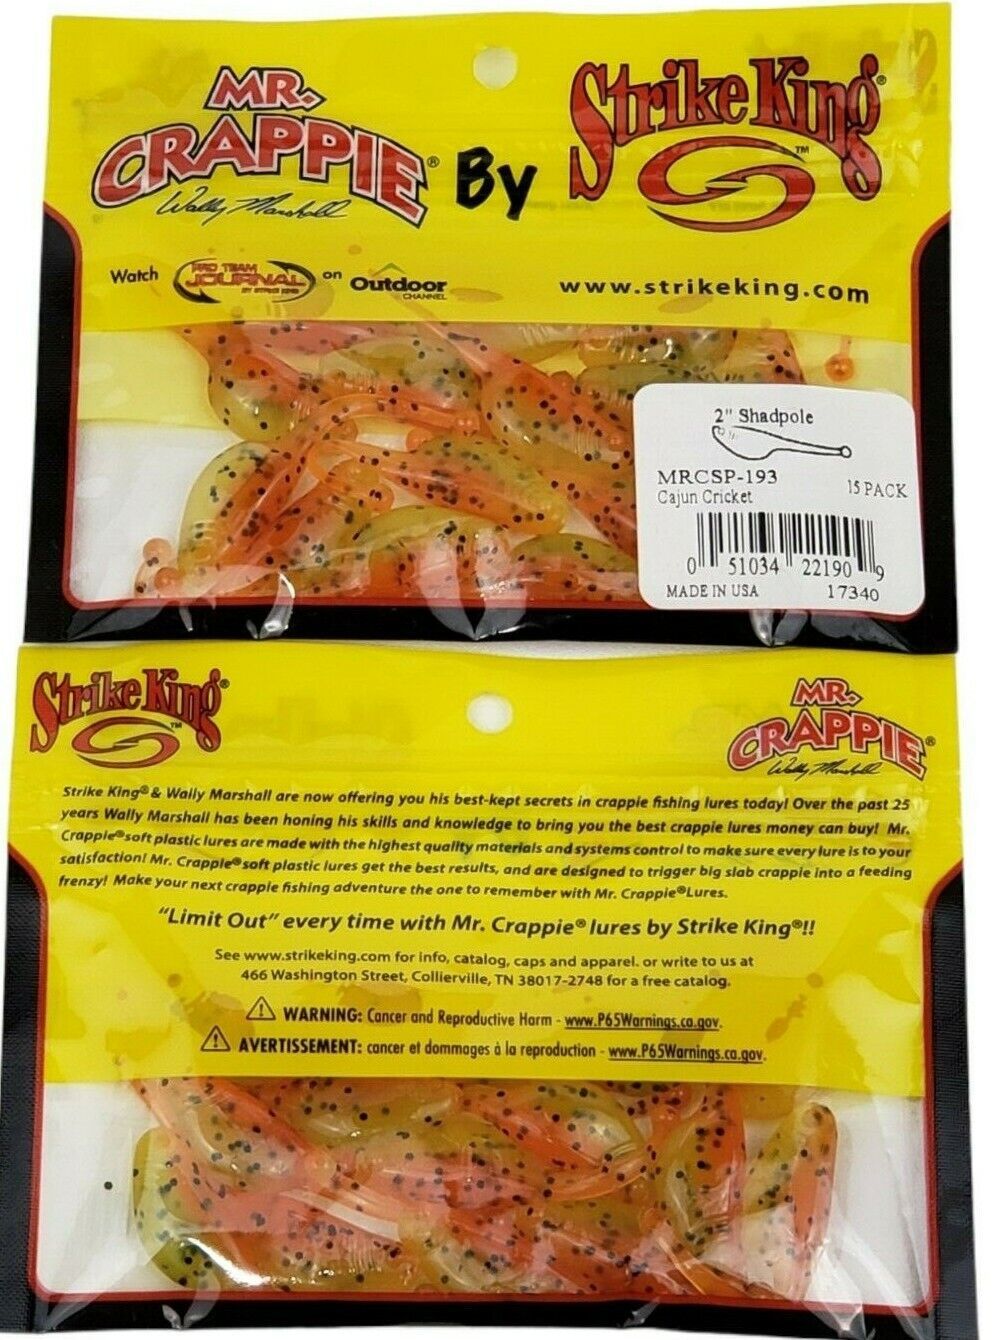 MR.
CRAPPIE®
Wally Marshall
By
Strike King®
™
Watch
PRO TEAM
JOURNAL
BY STRIKE KING
on
Outdoor
CHANNEL
www.strikeking.com
2" Shadpole
MRCSP-193
15 PACK
Cajun Cricket
0 51034 22190 9
MADE IN USA 17340
Strike King®
™
MR.
CRAPPIE®
Wally Marshall
Strike King® & Wally Marshall are now offering you his best-kept secrets in crappie fishing lures today! Over the past 25
years Wally Marshall has been honing his skills and knowledge to bring you the best crappie lures money can buy! Mr.
Crappie® soft plastic lures are made with the highest quality materials and systems control to make sure every lure is to your
satisfaction! Mr. Crappie® soft plastic lures get the best results, and are designed to trigger big slab crappie into a feeding
frenzy! Make your next crappie fishing adventure the one to remember with Mr. Crappie® Lures.
"Limit Out" every time with Mr. Crappie® lures by Strike King®!!
See www.strikeking.com for info, catalog, caps and apparel. or write to us at
466 Washington Street, Collierville, TN 38017-2748 for a free catalog.
WARNING: Cancer and Reproductive Harm - www.P65Warnings.ca.gov.
AVERTISSEMENT: cancer et dommages à la reproduction - www.P65Warnings.ca.gov.